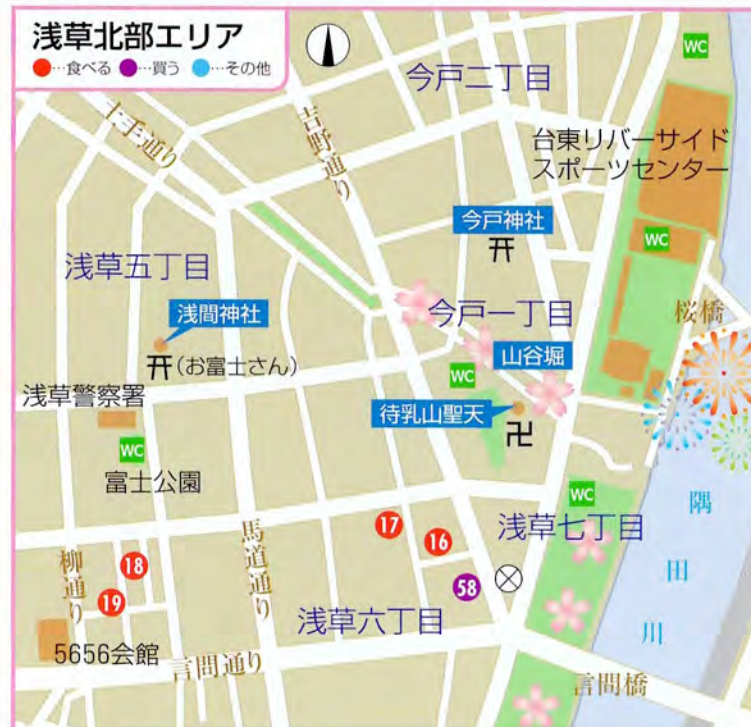 浅草北部エリア
●…食べる ●…買う ●…その他
WC
今戸二丁目
土手通り
吉野通り
台東リバーサイド
スポーツセンター
今戸神社
WC
浅草五丁目
浅間神社
(お富士さん)
今戸一丁目
桜橋
山谷堀
WC
待乳山聖天
卍
浅草警察署
WC
富士公園
WC
浅草七丁目
隅田川
17
16
58
18
19
柳通り
馬道通り
浅草六丁目
5656会館
言問通り
言問橋